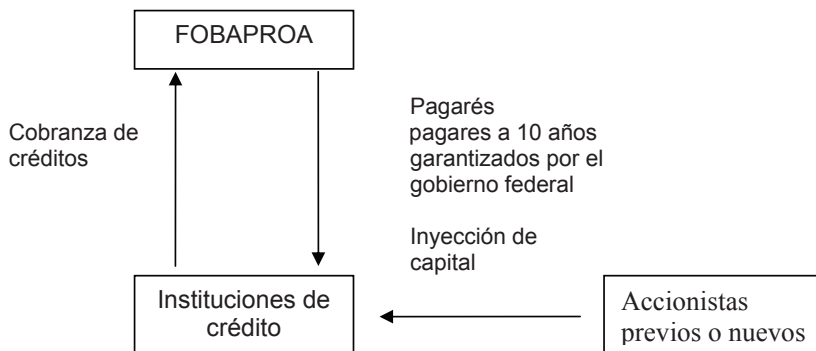 FOBAPROA
Cobranza de
créditos
Pagarés
pagares a 10 años
garantizados por el
gobierno federal
Inyección de
capital
Instituciones de
crédito
Accionistas
previos o nuevos